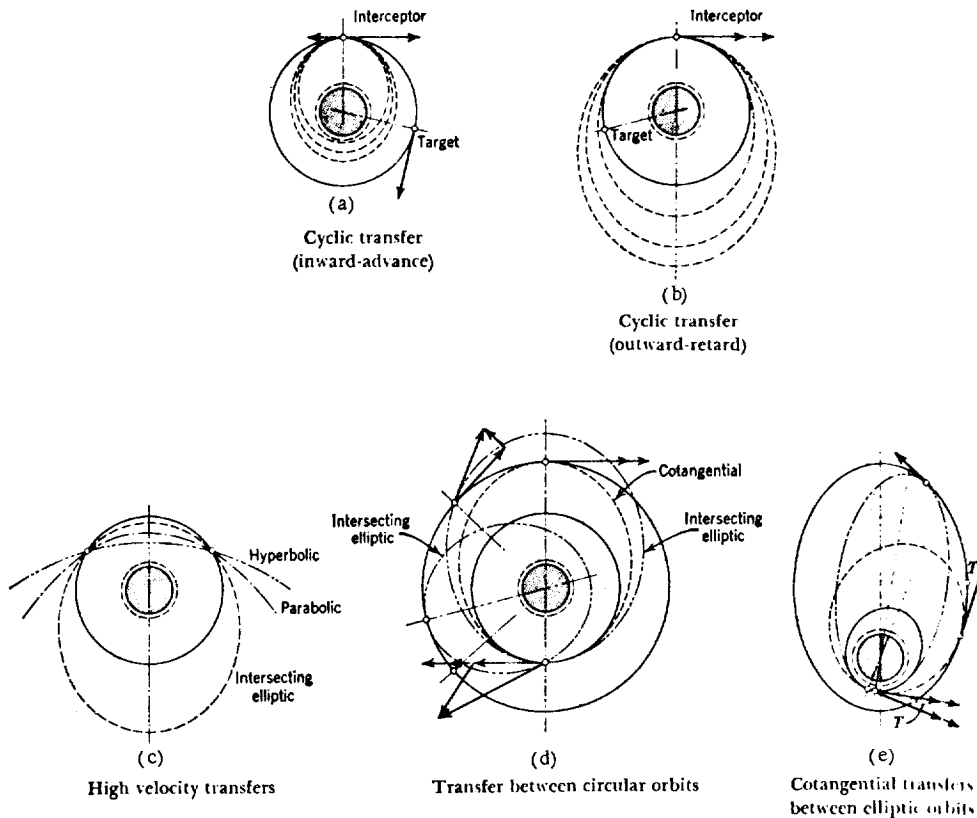 Interceptor
Target
(a)
Cyclic transfer
(inward-advance)
Interceptor
Target
(b)
Cyclic transfer
(outward-retard)
Hyperbolic
Parabolic
Intersecting
elliptic
(c)
High velocity transfers
Cotangential
Intersecting
elliptic
Intersecting
elliptic
(d)
Transfer between circular orbits
T
T
(e)
Cotangential transfers
between elliptic orbits